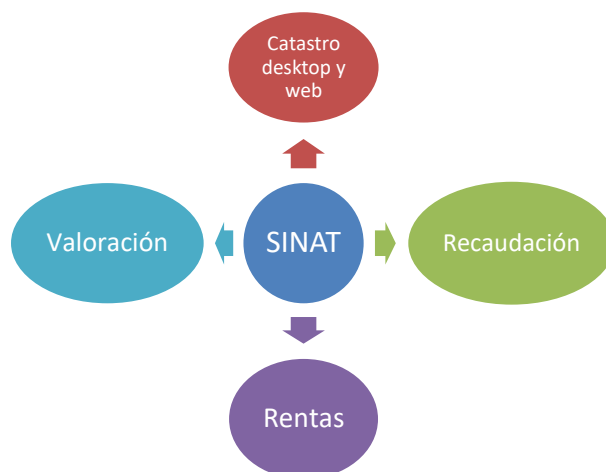 Catastro
desktop y
web
Valoración
SINAT
Recaudación
Rentas